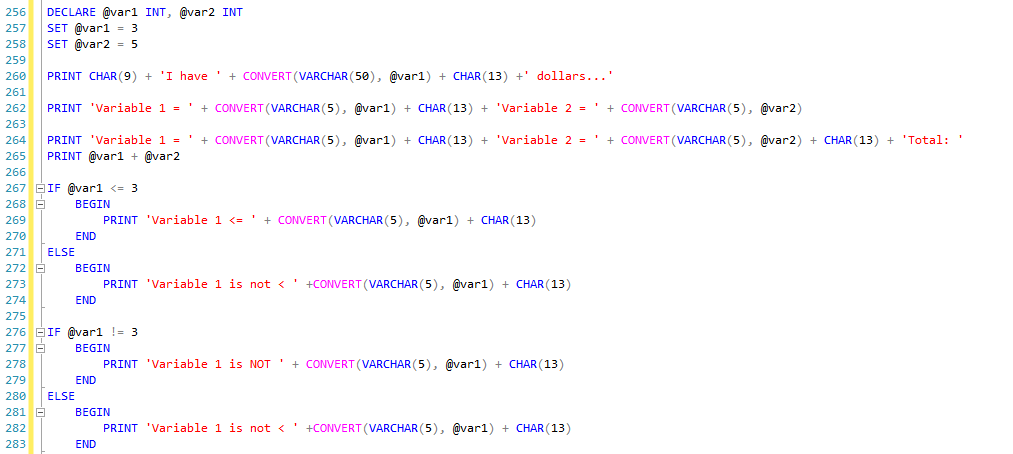 256 DECLARE @var1 INT, @var2 INT
257 SET @var1 = 3
258 SET @var2 = 5
259
260 PRINT CHAR(9) + 'I have ' + CONVERT(VARCHAR(50), @var1) + CHAR(13) +' dollars...'
261
262 PRINT 'Variable 1 = ' + CONVERT(VARCHAR(5), @var1) + CHAR(13) + 'Variable 2 = ' + CONVERT(VARCHAR(5), @var2)
263
264 PRINT 'Variable 1 = ' + CONVERT(VARCHAR(5), @var1) + CHAR(13) + 'Variable 2 = ' + CONVERT(VARCHAR(5), @var2) + CHAR(13) + 'Total: '
265 PRINT @var1 + @var2
266
267 IF @var1 <= 3
268     BEGIN
269         PRINT 'Variable 1 <= ' + CONVERT(VARCHAR(5), @var1) + CHAR(13)
270     END
271 ELSE
272     BEGIN
273         PRINT 'Variable 1 is not < ' +CONVERT(VARCHAR(5), @var1) + CHAR(13)
274     END
275
276 IF @var1 != 3
277     BEGIN
278         PRINT 'Variable 1 is NOT ' + CONVERT(VARCHAR(5), @var1) + CHAR(13)
279     END
280 ELSE
281     BEGIN
282         PRINT 'Variable 1 is not < ' +CONVERT(VARCHAR(5), @var1) + CHAR(13)
283     END